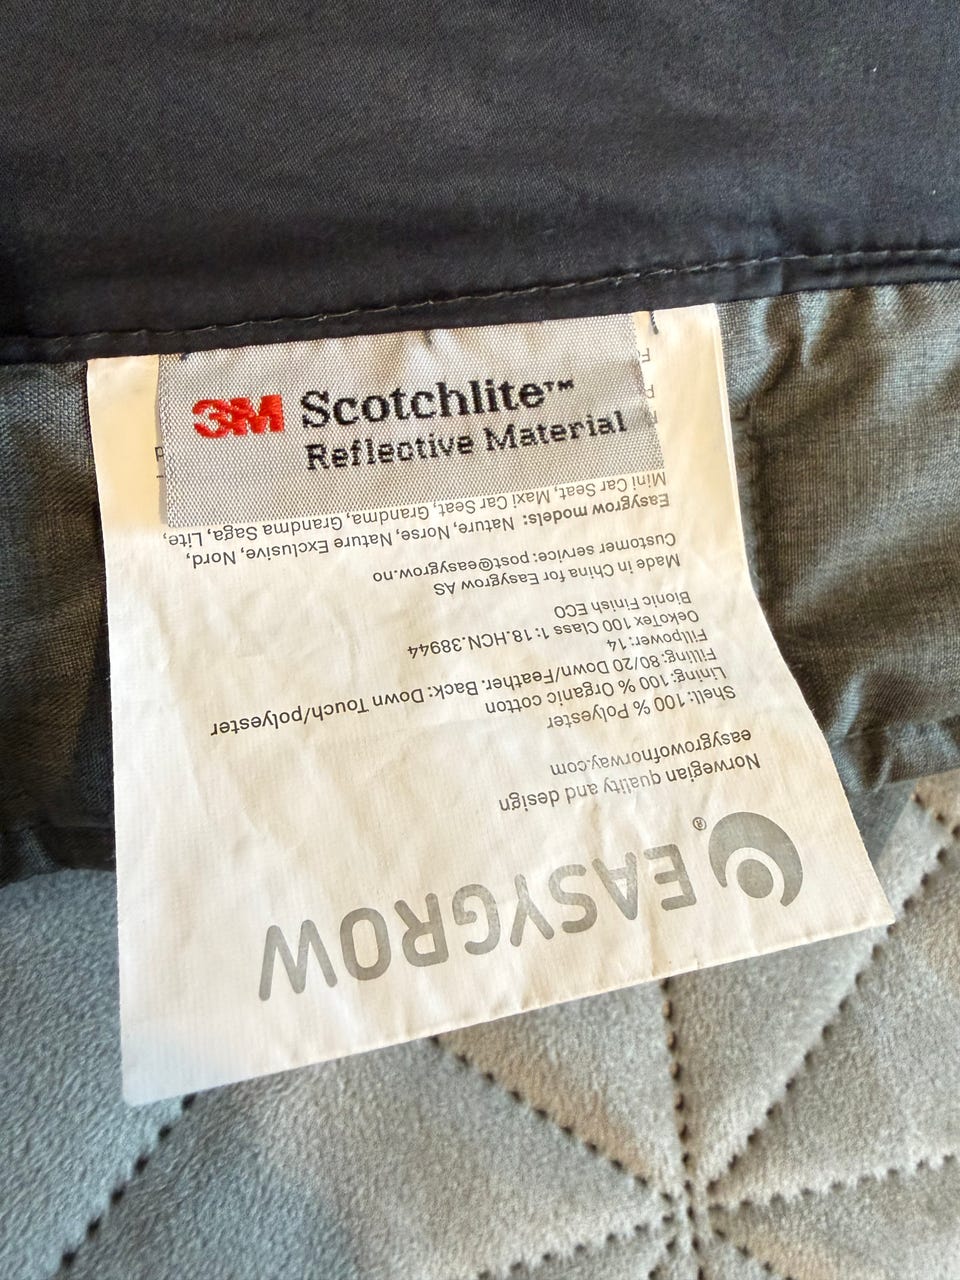 3M Scotchlite™
Reflective Material
EASYGROW®
Norwegian quality and design
easygrowofnorway.com
Shell: 100 % Polyester
Lining: 100 % Organic cotton
Filling: 80/20 Down/Feather. Back: Down Touch/polyester
Fillpower: 14
OekoTex 100 Class 1: 18.HCN.38944
Bionic Finish ECO
Made in China for Easygrow AS
Customer service: post@easygrow.no
Easygrow models: Nature, Norse, Nature Exclusive, Nord,
Mini Car Seat, Maxi Car Seat, Grandma, Grandma Saga, Lite,